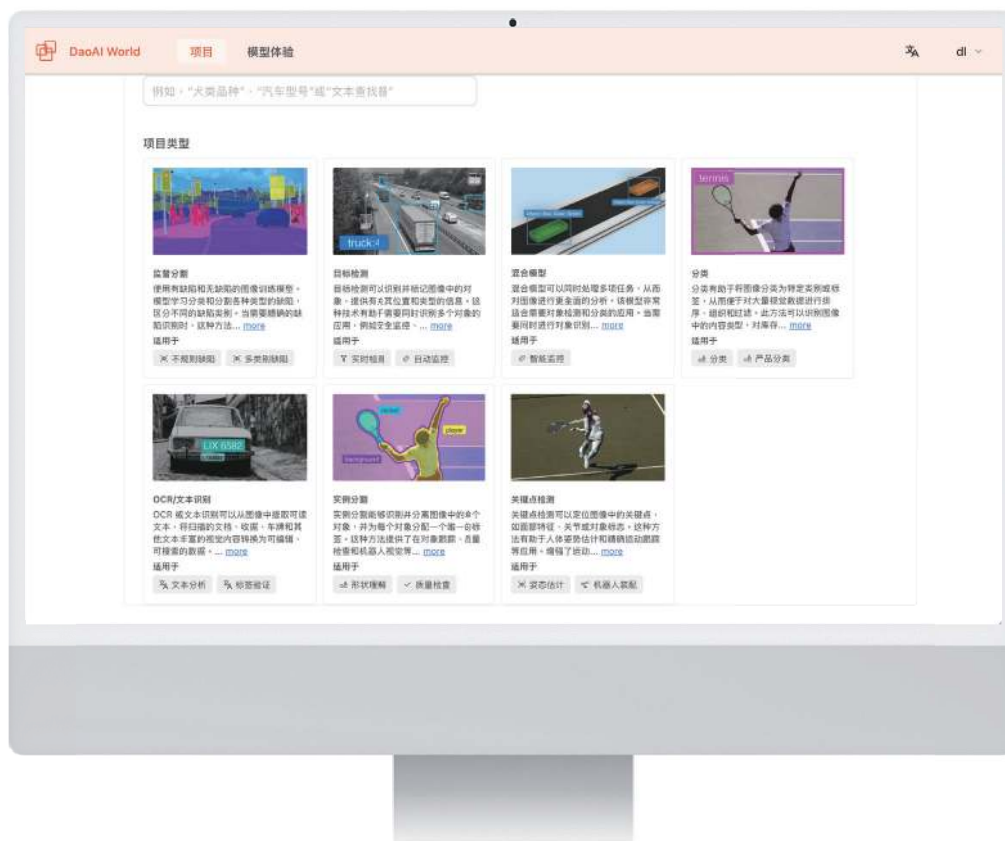 DaoAI World
项目
模型体验
dl
例如，"犬类品种"、"汽车型号"或"文本查找器"
项目类型
监督分割
使用有缺陷和无缺陷的图像训练模型。
模型学习分类和分割各种类型的缺陷，
区分不同的缺陷类别。当需要精确的缺
陷识别时，这种方法... more
适用于
不规则缺陷
多类别缺陷
truck:
目标检测
目标检测可以识别并标记图像中的对
象，提供有关其位置和类型的信息。这
种技术有助于需要同时识别多个对象的
应用，例如安全监控、... more
适用于
实时检测
自动监控
混合模型
混合模型可以同时处理多项任务，从而
对图像进行更全面的分析。该模型非常
适合需要对象检测和分类的应用。当需
要同时进行对象识别... more
适用于
智能监控
tennis
分类
分类有助于将图像分类为特定类别或标
签，从而便于对大量视觉数据进行排
序、组织和过滤。此方法可以识别图像
中的内容类型，对库存... more
适用于
分类
产品分类
LIX 6582
OCR/文本识别
OCR 或文本识别可以从图像中提取可读
文本，将扫描的文档、收据、车牌和其
他文本丰富的视觉内容转换为可编辑、
可搜索的数据。... more
适用于
文本分析
标签验证
racket
player
background
实例分割
实例分割能够识别并分离图像中的单个
对象，并为每个对象分配一个唯一的标
签。这种方法提供了在对象跟踪、质量
检查和机器人视觉等... more
适用于
形状理解
质量检查
关键点检测
关键点检测可以定位图像中的关键点，
如面部特征、关节或对象标志。这种方
法有助于人体姿势估计和精确运动跟踪
等应用，增强了运动... more
适用于
姿态估计
机器人装配